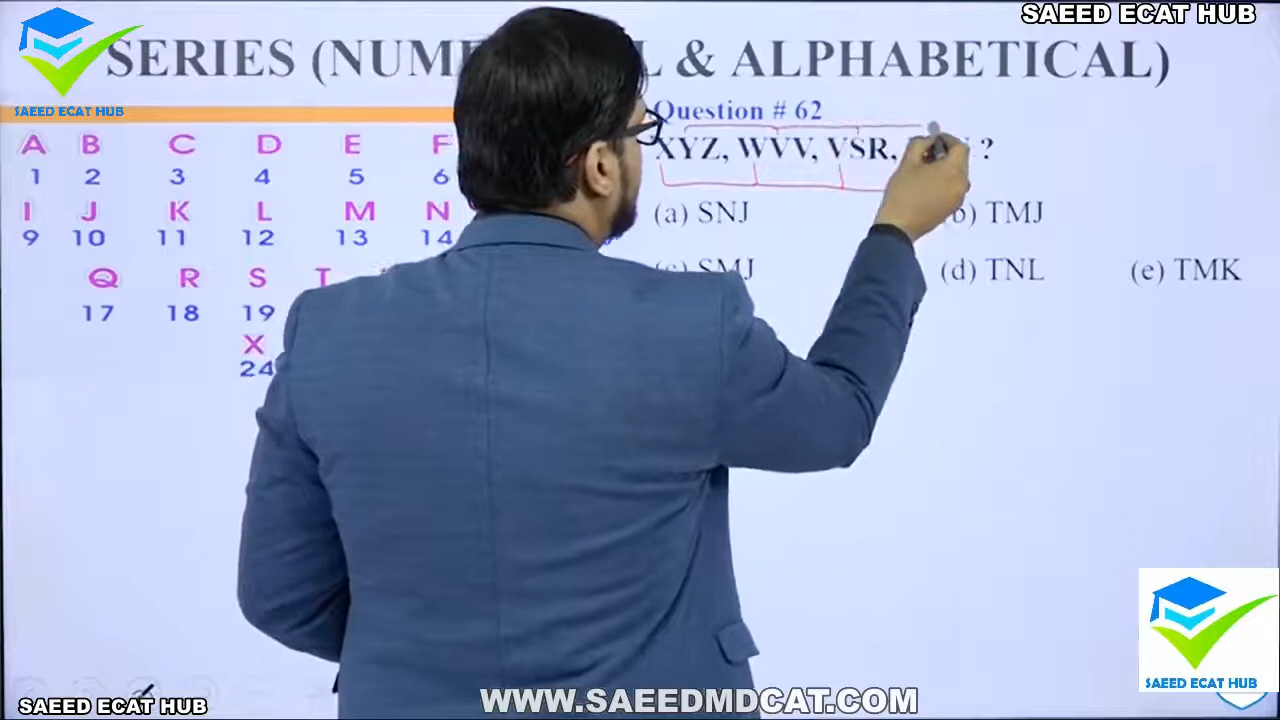 SAEED ECAT HUB
SERIES (NUM L & ALPHABETICAL)
SAEED ECAT HUB
Question # 62
A B C D E F
XYZ, WVV, VSR, ?
1 2 3 4 5 6
I J K L M N
(a) SNJ (b) TMJ
9 10 11 12 13 14
Q R S T
(c) SMJ (d) TNL (e) TMK
17 18 19
X
24
SAEED ECAT HUB
SAEED ECAT HUB
WWW.SAEEDMDCAT.COM